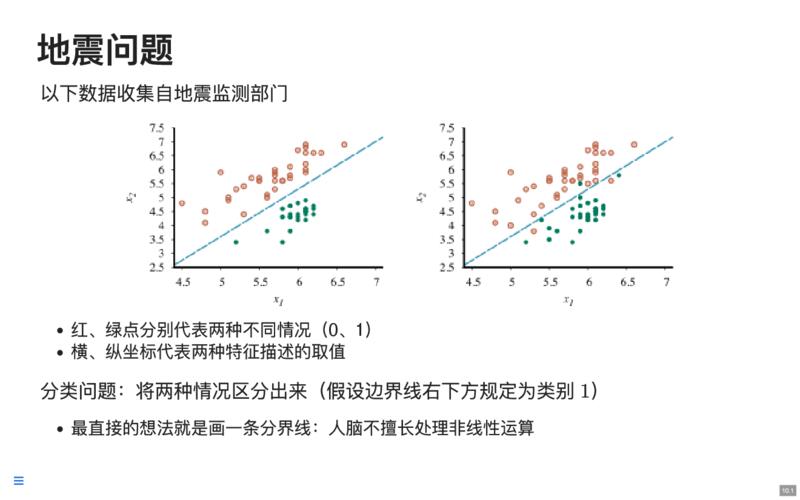 地震问题
以下数据收集自地震监测部门
7.5
7
6.5
6
5.5
5
4.5
4
3.5
3
2.5
x2
4.5 5 5.5 6 6.5 7
x1
7.5
7
6.5
6
5.5
5
4.5
4
3.5
3
2.5
x2
4.5 5 5.5 6 6.5 7
x1
• 红、绿点分别代表两种不同情况（0、1）
• 横、纵坐标代表两种特征描述的取值
分类问题：将两种情况区分出来（假设边界线右下方规定为类别 1）
• 最直接的想法就是画一条分界线：人脑不擅长处理非线性运算
10.1